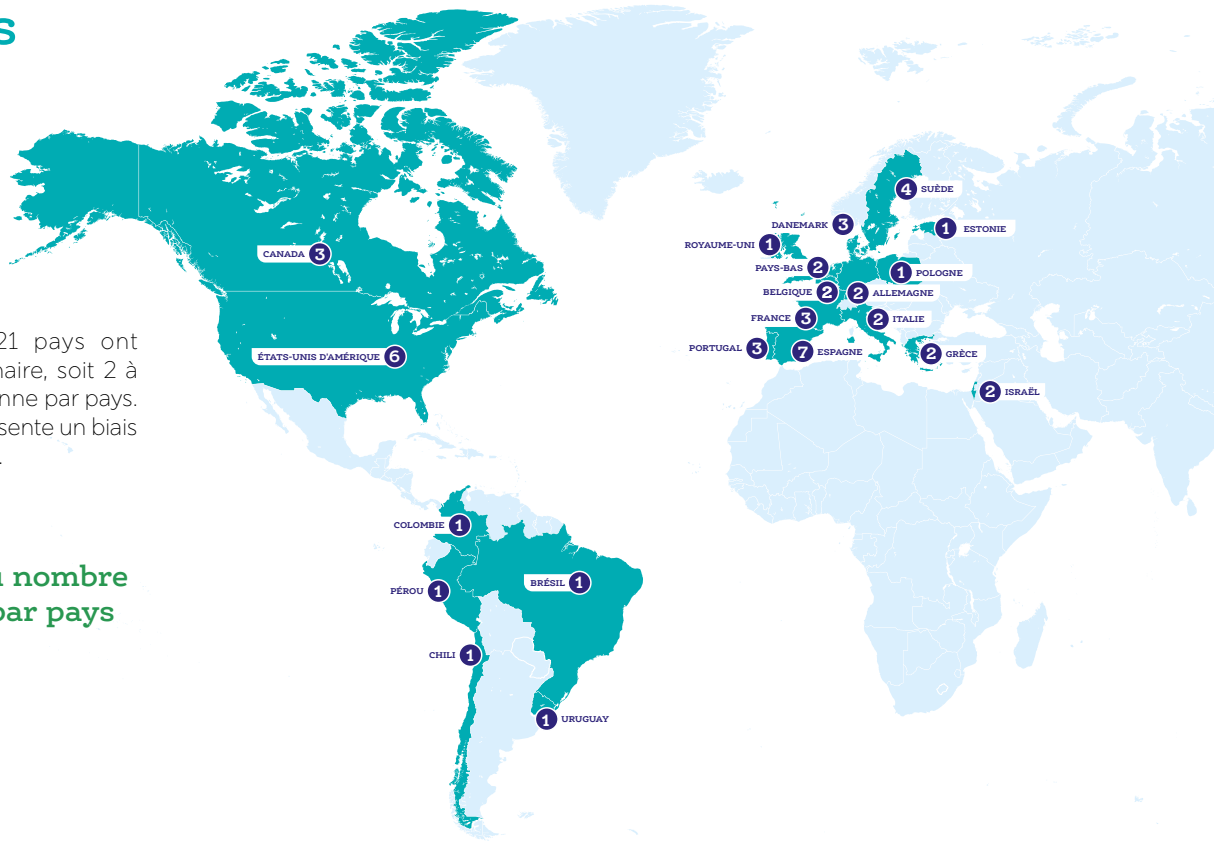 s
21 pays ont
naire, soit 2 à
nne par pays.
sente un biais
.
u nombre
par pays
CANADA 3
ÉTATS-UNIS D'AMÉRIQUE 6
4 SUÈDE
DANEMARK 3
1 ESTONIE
ROYAUME-UNI 1
PAYS-BAS 2
1 POLOGNE
BELGIQUE 2
2 ALLEMAGNE
FRANCE 3
2 ITALIE
PORTUGAL 3
7 ESPAGNE
2 GRÈCE
2 ISRAËL
COLOMBIE 1
BRÉSIL 1
PÉROU 1
CHILI 1
1 URUGUAY